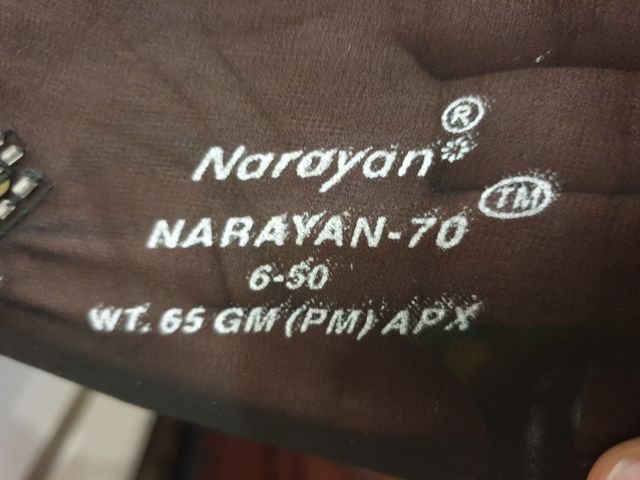 ®
Narayan*
TM
NARAYAN-70
6-50
WT. 65 GM (PM) APX